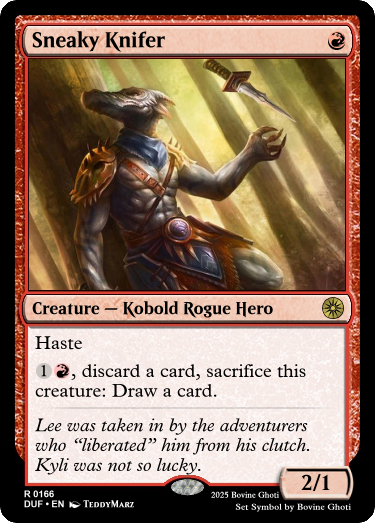 Sneaky Knifer
Creature — Kobold Rogue Hero
Haste
1, discard a card, sacrifice this
creature: Draw a card.
Lee was taken in by the adventurers
who “liberated” him from his clutch.
Kyli was not so lucky.
2/1
R 0166
DUF • EN TeddyMarz
2025 Bovine Ghoti
Set Symbol by Bovine Ghoti